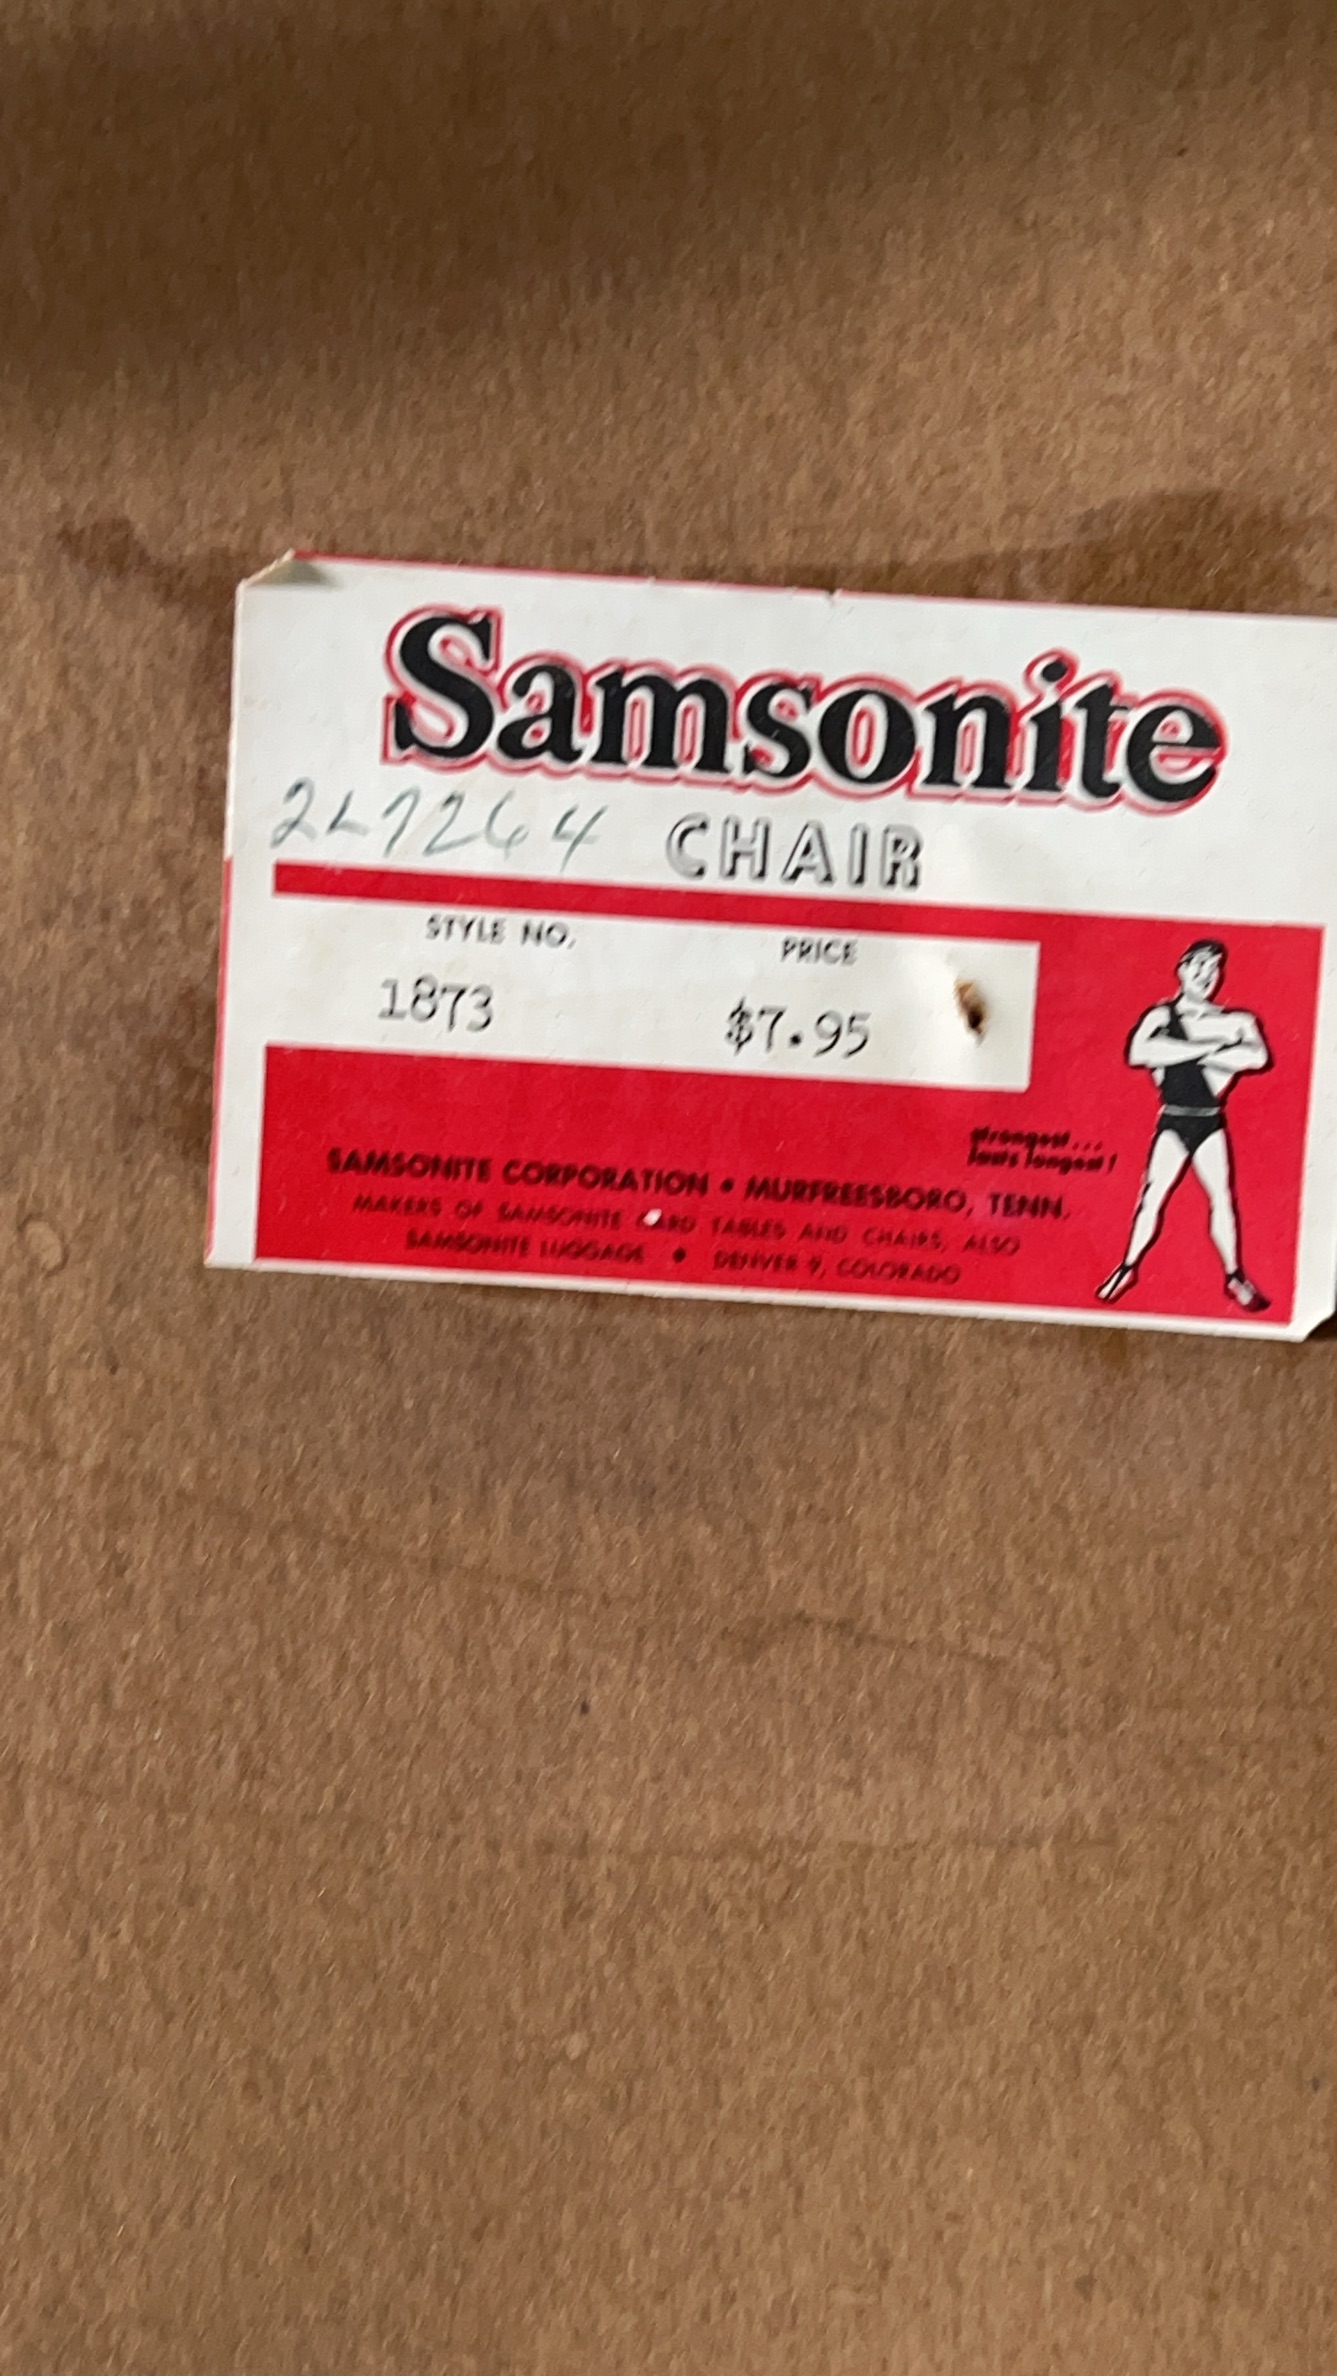 Samsonite
2L7264 CHAIR
STYLE NO. PRICE
1873 $7.95
strongest...
lasts longest!
SAMSONITE CORPORATION • MURFREESBORO, TENN.
MAKERS OF SAMSONITE CARD TABLES AND CHAIRS, ALSO
SAMSONITE LUGGAGE • DENVER 9, COLORADO